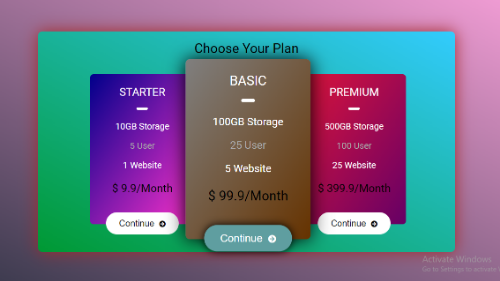 Choose Your Plan
STARTER
10GB Storage
5 User
1 Website
$ 9.9/Month
Continue
BASIC
100GB Storage
25 User
5 Website
$ 99.9/Month
Continue
PREMIUM
500GB Storage
100 User
25 Website
$ 399.9/Month
Continue
Activate Windows
Go to Settings to activate